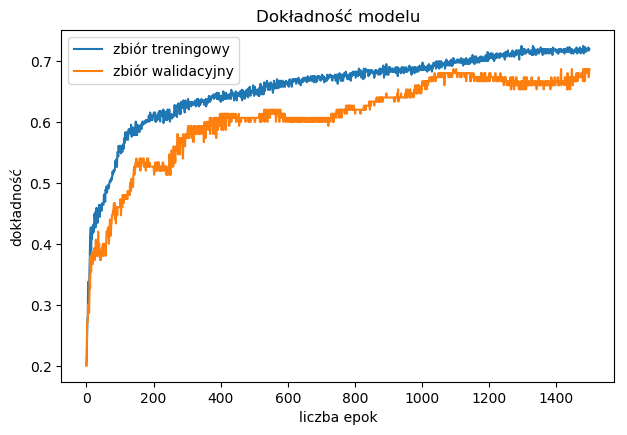 Dokładność modelu
zbiór treningowy
zbiór walidacyjny
dokładność
0.7
0.6
0.5
0.4
0.3
0.2
0 200 400 600 800 1000 1200 1400
liczba epok